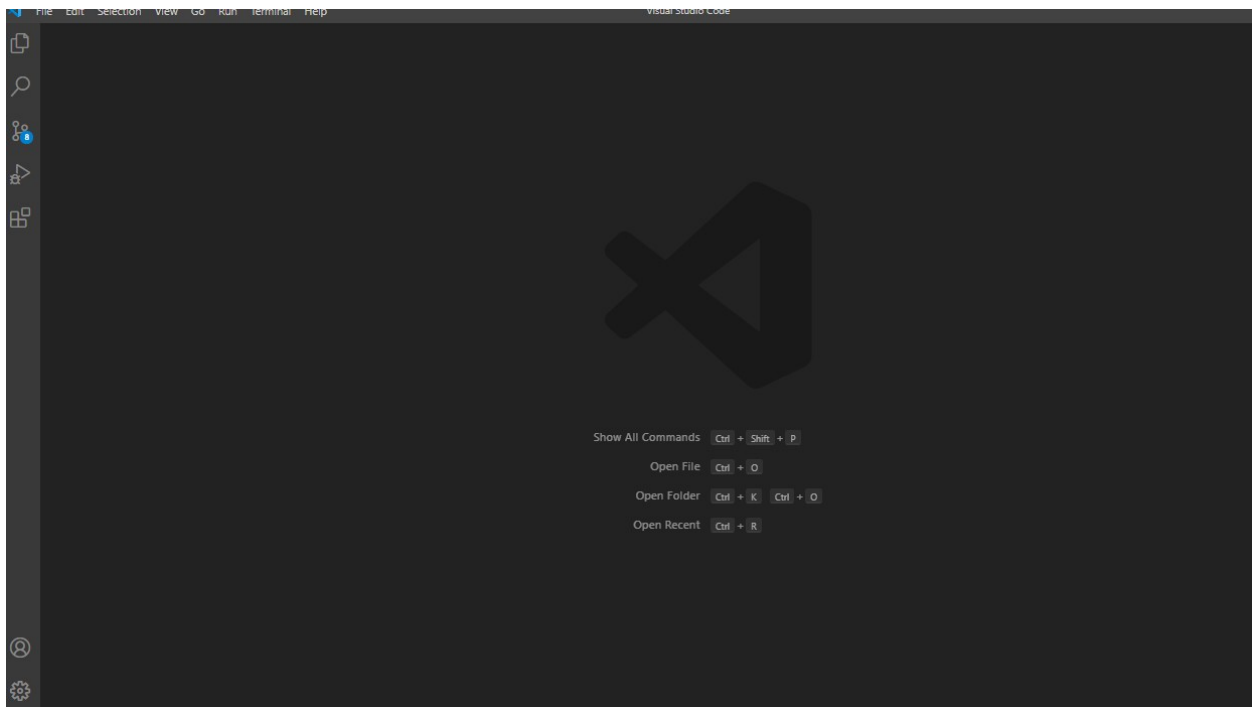 File Edit Selection View Go Run Terminal Help Visual Studio Code
8
Show All Commands Ctrl + Shift + P
Open File Ctrl + O
Open Folder Ctrl + K Ctrl + O
Open Recent Ctrl + R